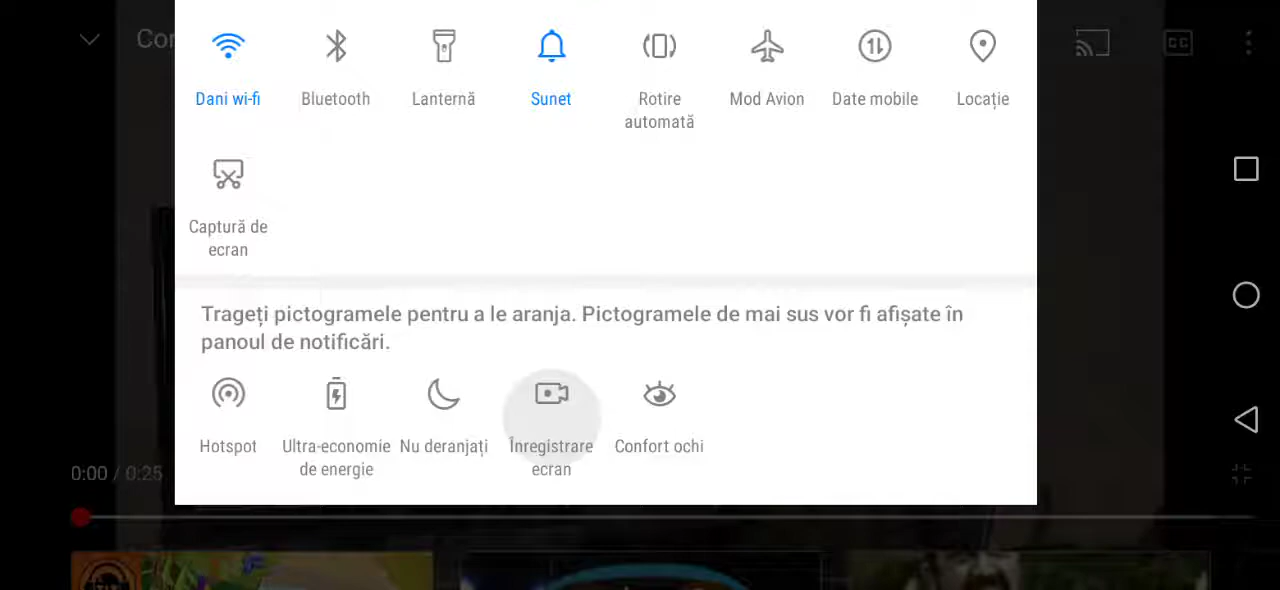 Cor
CC
Dani wi-fi
Bluetooth
Lanternă
Sunet
Rotire
automată
Mod Avion
Date mobile
Locație
Captură de
ecran
Trageți pictogramele pentru a le aranja. Pictogramele de mai sus vor fi afișate în
panoul de notificări.
Hotspot
Ultra-economie
de energie
Nu deranjați
Înregistrare
ecran
Confort ochi
0:00 / 0:25